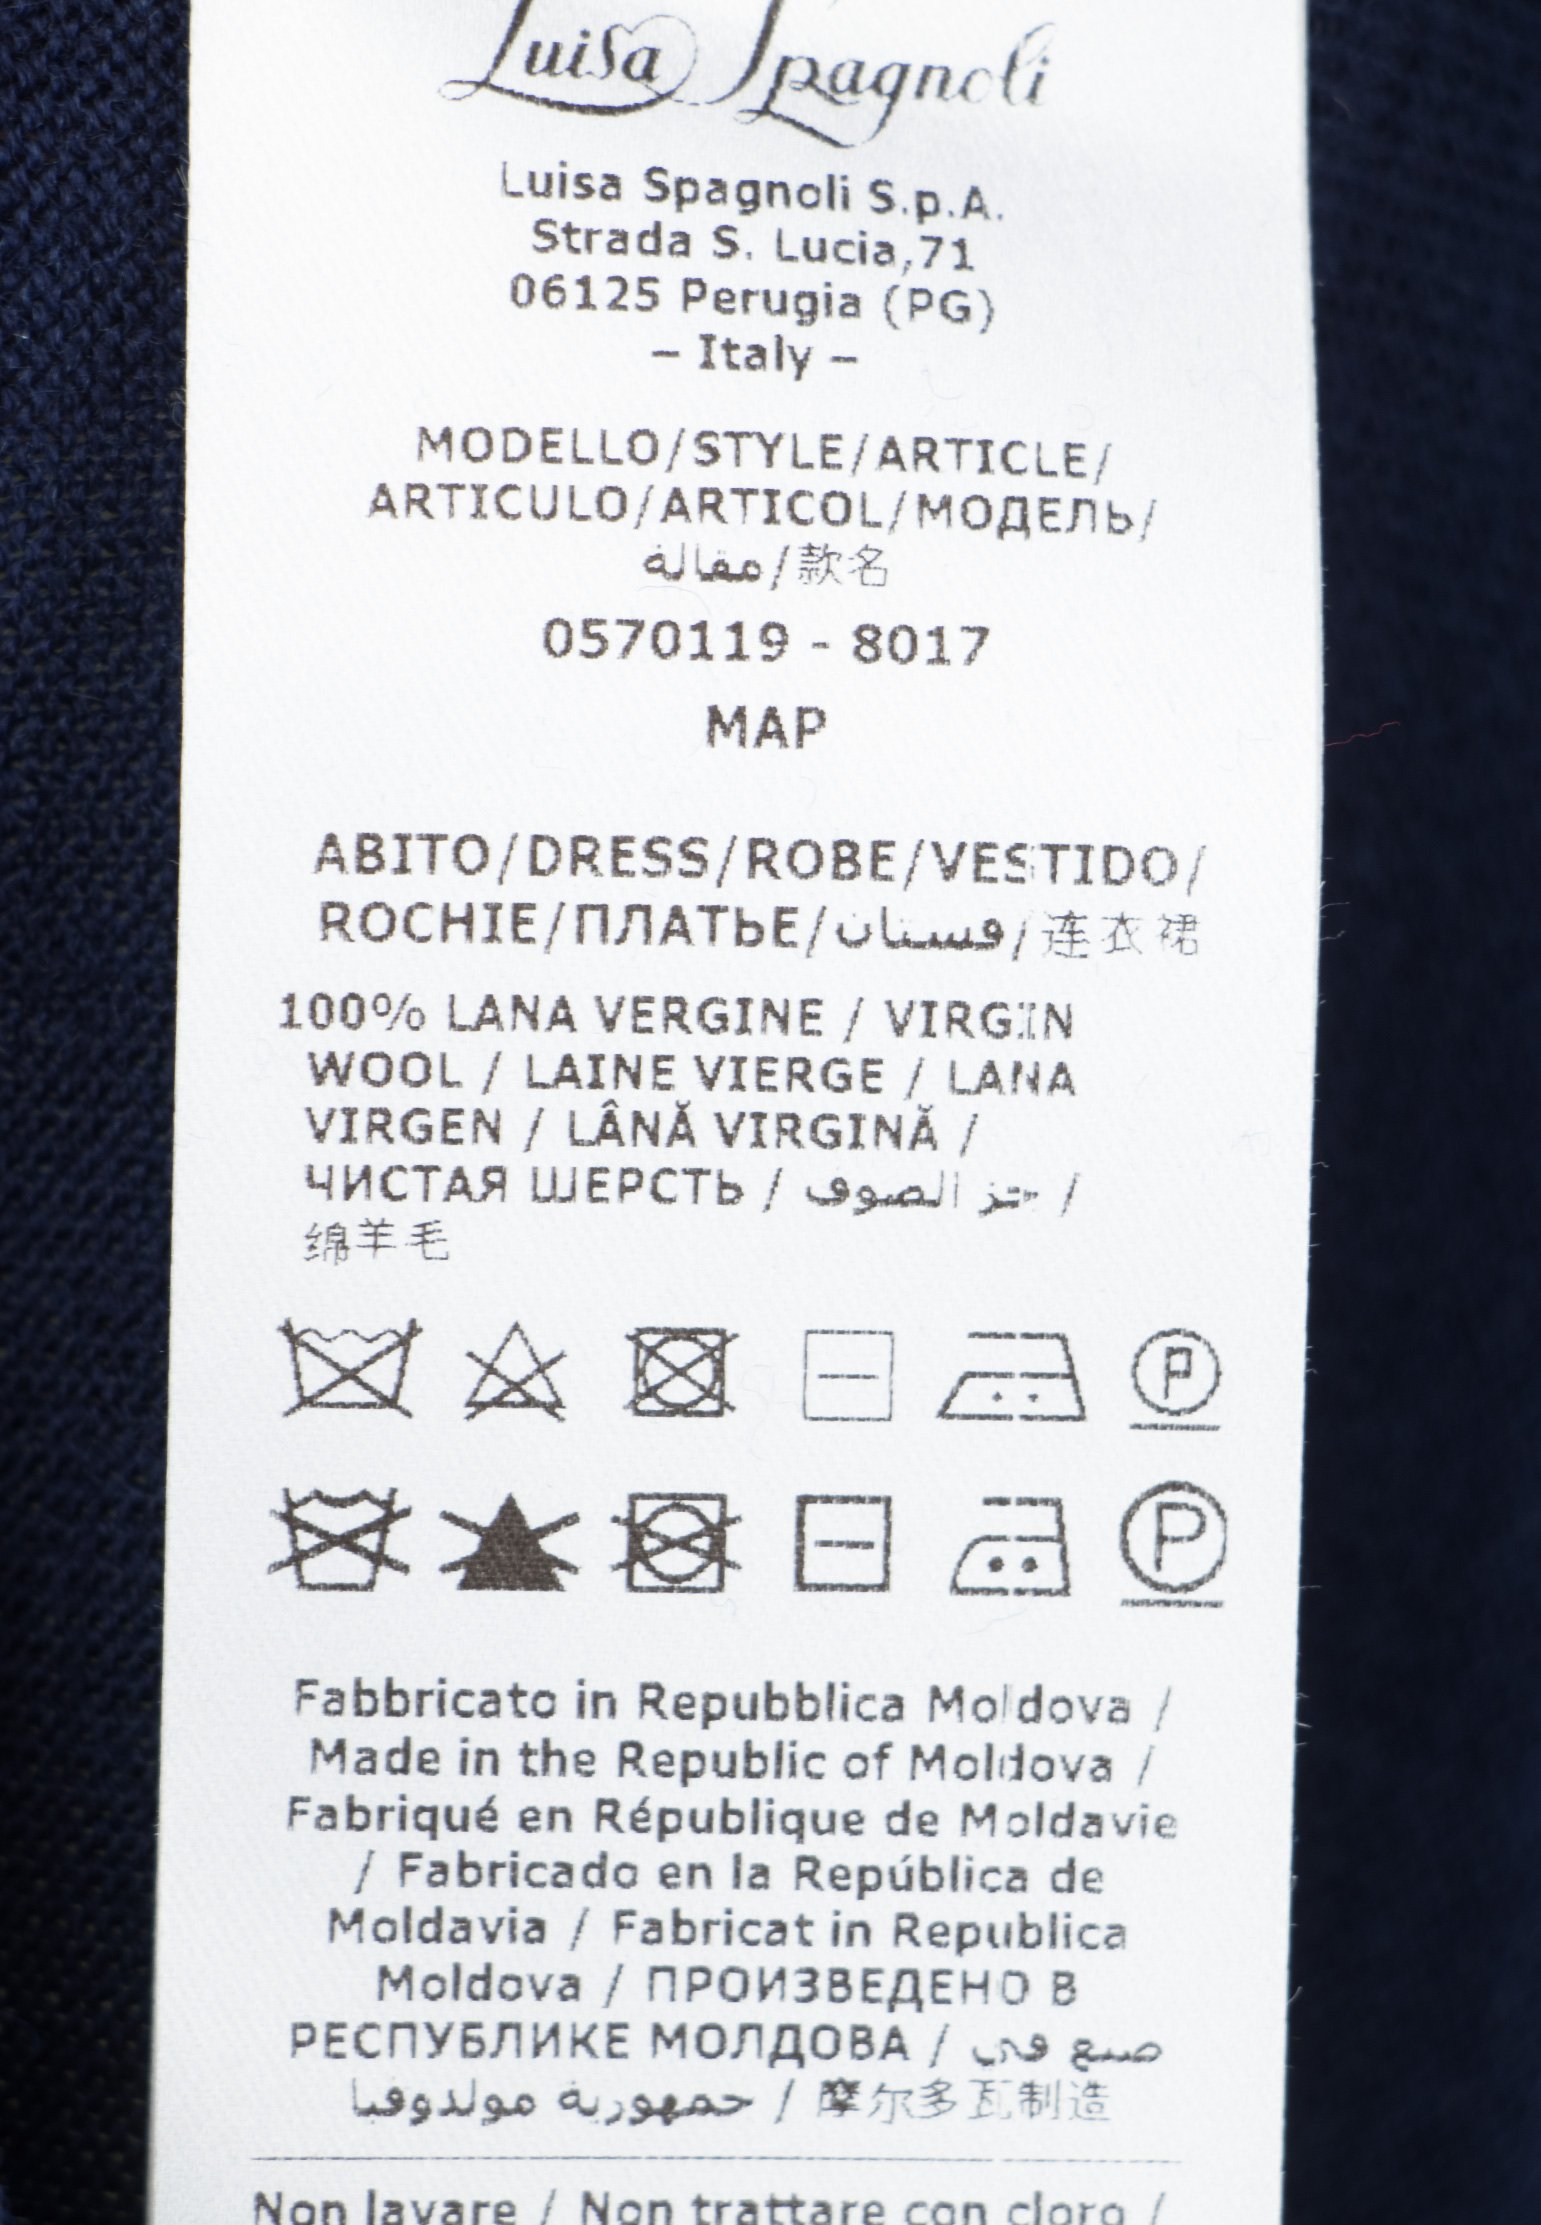 Luisa Spagnoli
Luisa Spagnoli S.p.A.
Strada S. Lucia,71
06125 Perugia (PG)
– Italy –
MODELLO/STYLE/ARTICLE/
ARTICULO/ARTICOL/МОДЕЛЬ/
مقالة/款名
0570119 - 8017
MAP
ABITO/DRESS/ROBE/VESTIDO/
ROCHIE/ПЛАТЬЕ/فستان/连衣裙
100% LANA VERGINE / VIRGIN
WOOL / LAINE VIERGE / LANA
VIRGEN / LÂNĂ VIRGINĂ /
ЧИСТАЯ ШЕРСТЬ / جز الصوف /
绵羊毛
P
P
Fabbricato in Repubblica Moldova /
Made in the Republic of Moldova /
Fabriqué en République de Moldavie
/ Fabricado en la República de
Moldavia / Fabricat in Republica
Moldova / ПРОИЗВЕДЕНО В
РЕСПУБЛИКЕ МОЛДОВА / صنع في
جمهورية مولدوفيا / 摩尔多瓦制造
Non lavare / Non trattare con cloro /